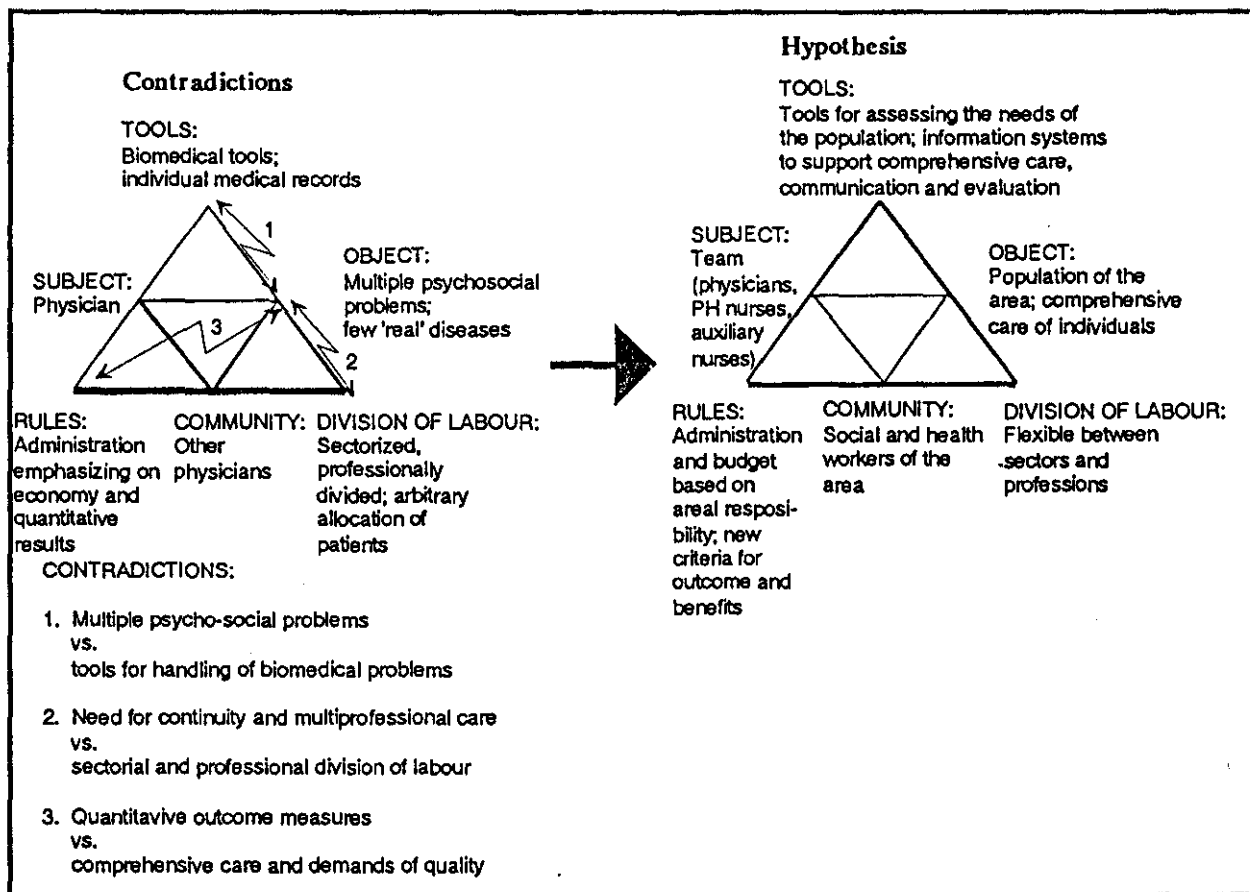 Contradictions
TOOLS:
Biomedical tools;
individual medical records
1
SUBJECT:
Physician
OBJECT:
Multiple psychosocial
problems;
few 'real' diseases
3
2
RULES:
Administration
emphasizing on
economy and
quantitative
results
COMMUNITY:
Other
physicians
DIVISION OF LABOUR:
Sectorized,
professionally
divided; arbitrary
allocation of
patients
CONTRADICTIONS:
1. Multiple psycho-social problems
vs.
tools for handling of biomedical problems
2. Need for continuity and multiprofessional care
vs.
sectorial and professional division of labour
3. Quantitavive outcome measures
vs.
comprehensive care and demands of quality
Hypothesis
TOOLS:
Tools for assessing the needs of
the population; information systems
to support comprehensive care,
communication and evaluation
SUBJECT:
Team
(physicians,
PH nurses,
auxiliary
nurses)
OBJECT:
Population of the
area; comprehensive
care of individuals
RULES:
Administration
and budget
based on
areal resposi-
bility; new
criteria for
outcome and
benefits
COMMUNITY:
Social and health
workers of the
area
DIVISION OF LABOUR:
Flexible between
sectors and
professions